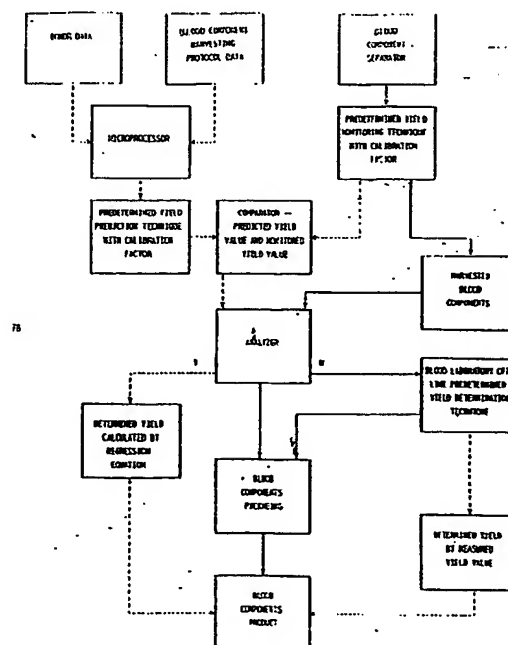 DONOR DATA
BLOOD COMPONENT
HARVESTING
PROTOCOL DATA
BLOOD
COMPONENT
SEPARATOR
MICROPROCESSOR
PREDETERMINED YIELD
MONITORING TECHNIQUE
WITH CALIBRATION
FACTOR
PREDETERMINED YIELD
PREDICTION TECHNIQUE
WITH CALIBRATION
FACTOR
COMPARATOR —
PREDICTED YIELD
VALUE AND MONITORED
YIELD VALUE
HARVESTED
BLOOD
COMPONENTS
ANALYZER
BLOOD LABORATORY OFF
LINE PREDETERMINED
YIELD DETERMINATION
TECHNIQUE
DETERMINED YIELD
CALCULATED BY
REGRESSION
EQUATION
BLOOD
COMPONENTS
DETERMINED YIELD
BY MEASURED
YIELD VALUE
BLOOD
COMPONENTS
PRODUCT